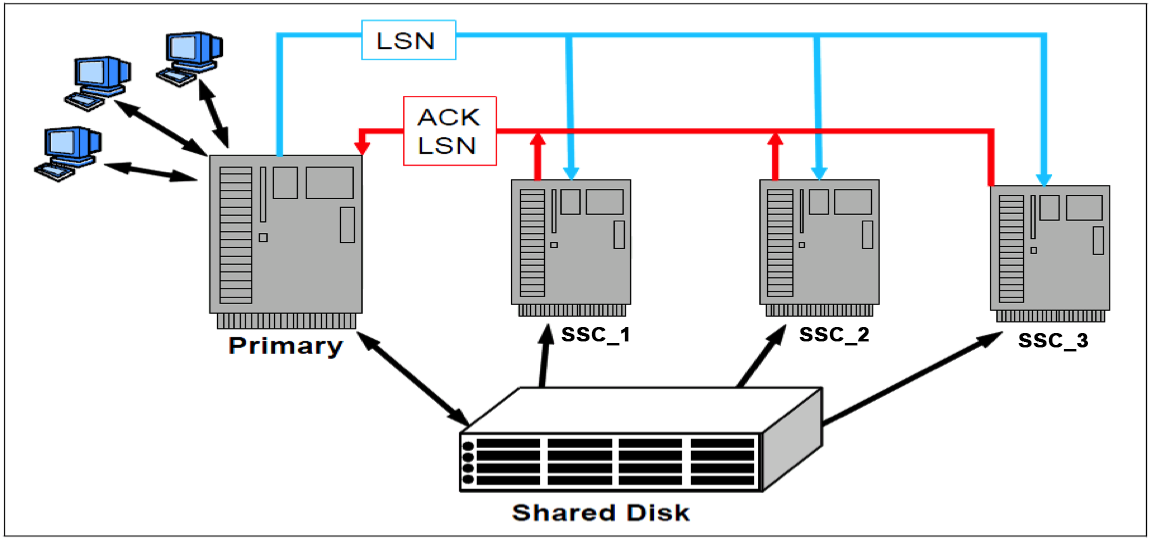 LSN
ACK
LSN
Primary
SSC_1
SSC_2
SSC_3
Shared Disk